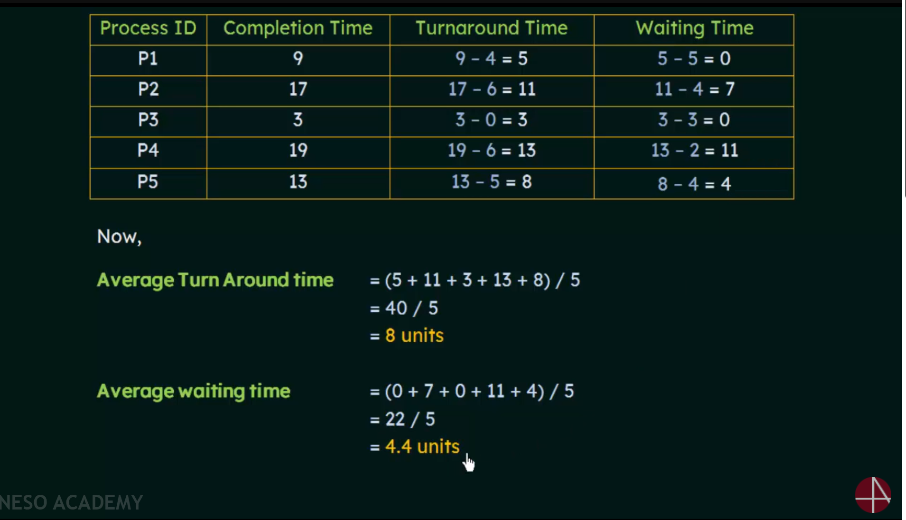 Process ID Completion Time Turnaround Time Waiting Time
P1 9 9 – 4 = 5 5 – 5 = 0
P2 17 17 – 6 = 11 11 – 4 = 7
P3 3 3 – 0 = 3 3 – 3 = 0
P4 19 19 – 6 = 13 13 – 2 = 11
P5 13 13 – 5 = 8 8 – 4 = 4
Now,
Average Turn Around time = (5 + 11 + 3 + 13 + 8) / 5
= 40 / 5
= 8 units
Average waiting time = (0 + 7 + 0 + 11 + 4) / 5
= 22 / 5
= 4.4 units
NESO ACADEMY